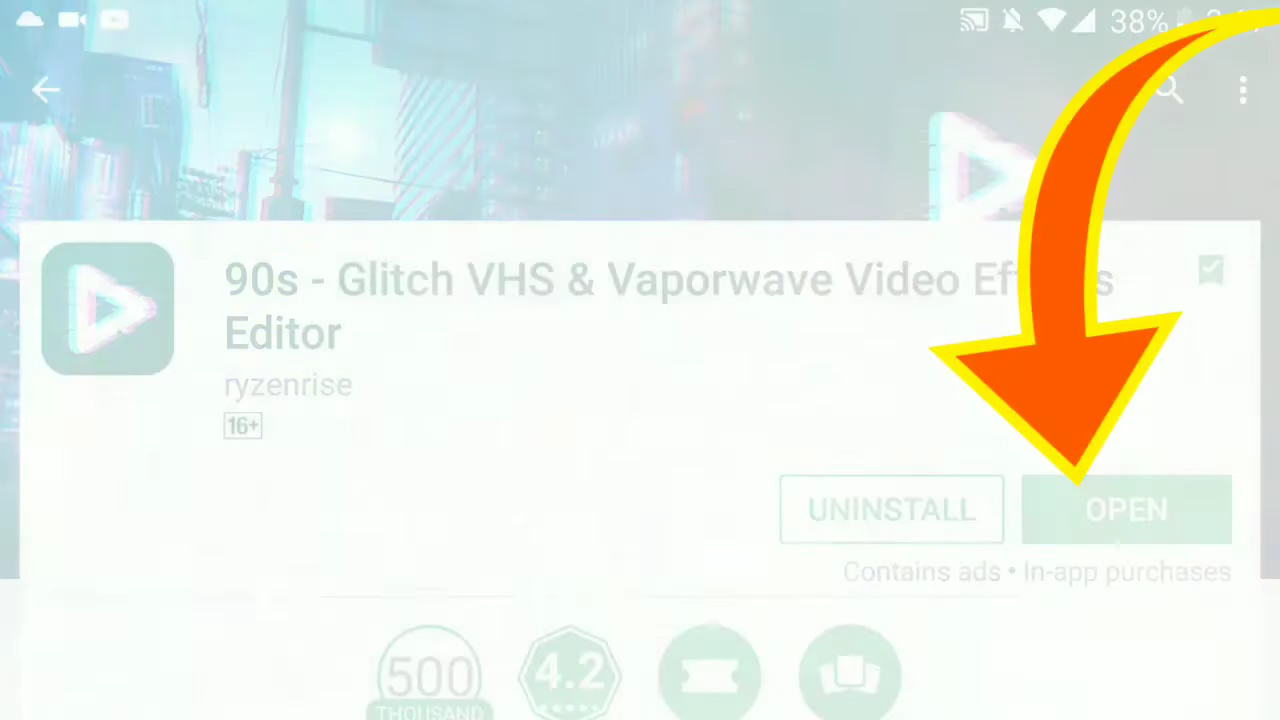 38%
90s - Glitch VHS & Vaporwave Video
Editor
ryzenrise
16+
UNINSTALL
OPEN
Contains ads • In-app purchases
500
4.2
THOUSAND